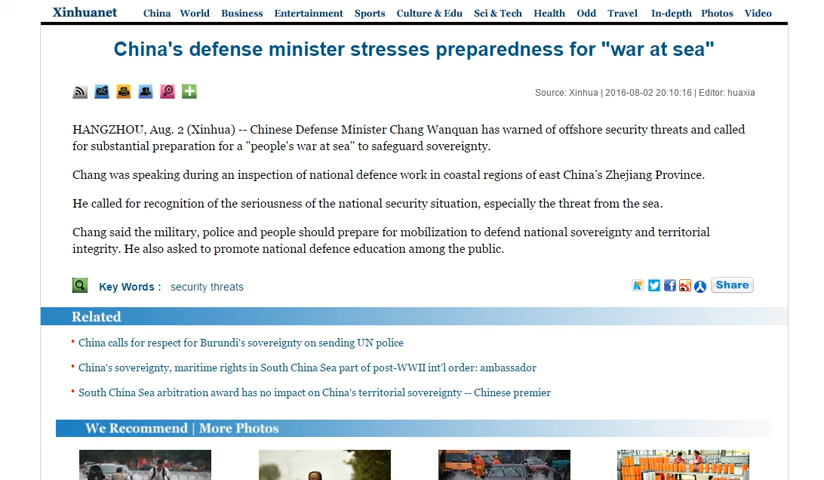 Xinhuanet China World Business Entertainment Sports Culture & Edu Sci & Tech Health Odd Travel In-depth Photos Video
China's defense minister stresses preparedness for "war at sea"
Source: Xinhua | 2016-08-02 20:10:16 | Editor: huaxia
HANGZHOU, Aug. 2 (Xinhua) -- Chinese Defense Minister Chang Wanquan has warned of offshore security threats and called
for substantial preparation for a "people's war at sea" to safeguard sovereignty.
Chang was speaking during an inspection of national defence work in coastal regions of east China's Zhejiang Province.
He called for recognition of the seriousness of the national security situation, especially the threat from the sea.
Chang said the military, police and people should prepare for mobilization to defend national sovereignty and territorial
integrity. He also asked to promote national defence education among the public.
Key Words : security threats
Share
Related
China calls for respect for Burundi's sovereignty on sending UN police
China's sovereignty, maritime rights in South China Sea part of post-WWII int'l order: ambassador
South China Sea arbitration award has no impact on China's territorial sovereignty -- Chinese premier
We Recommend | More Photos